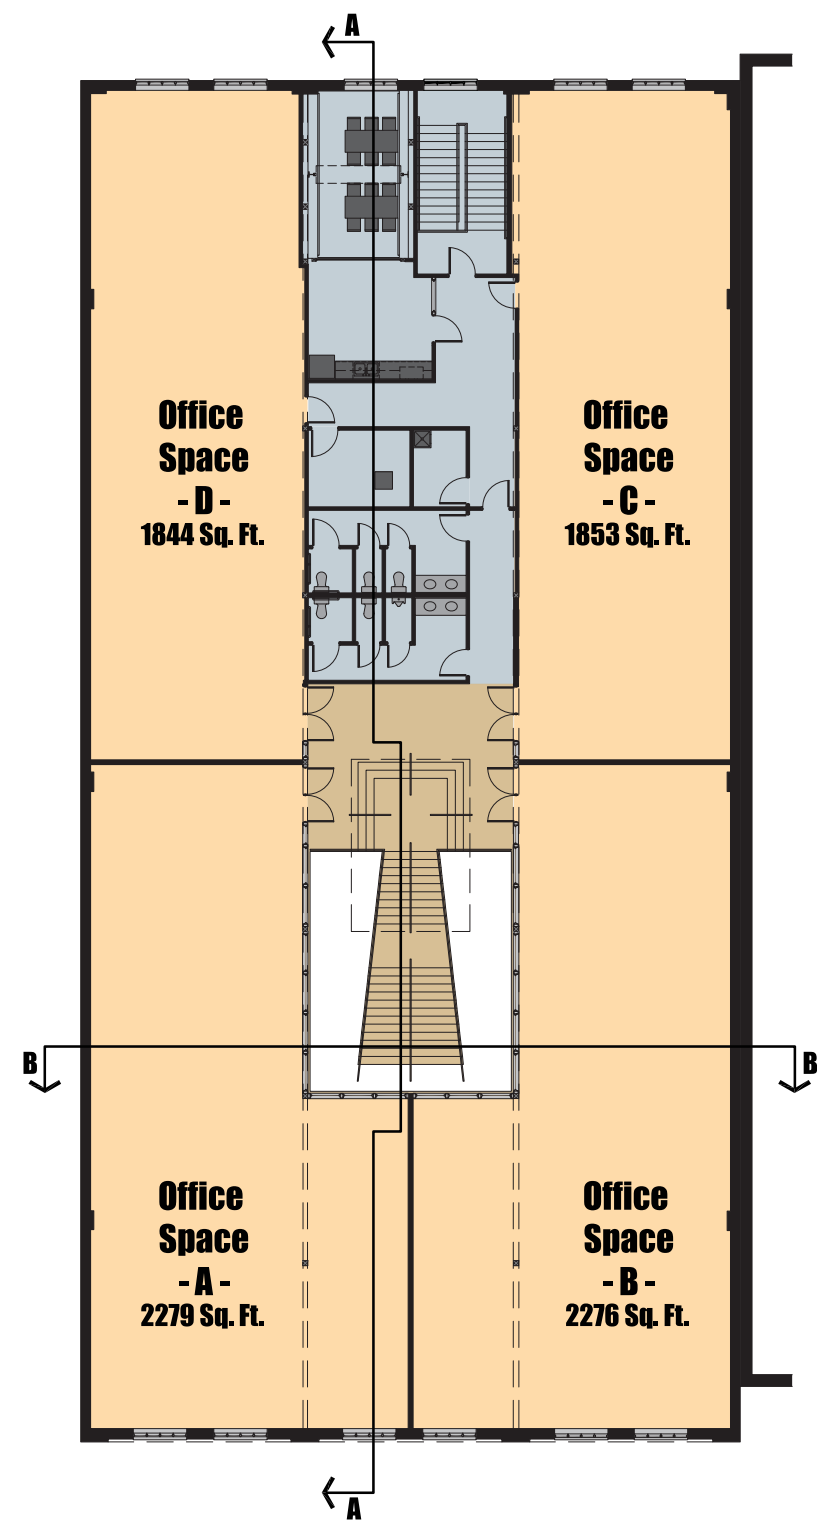 A
Office
Space
- D -
1844 Sq. Ft.
Office
Space
- C -
1853 Sq. Ft.
B
B
Office
Space
- A -
2279 Sq. Ft.
Office
Space
- B -
2276 Sq. Ft.
A